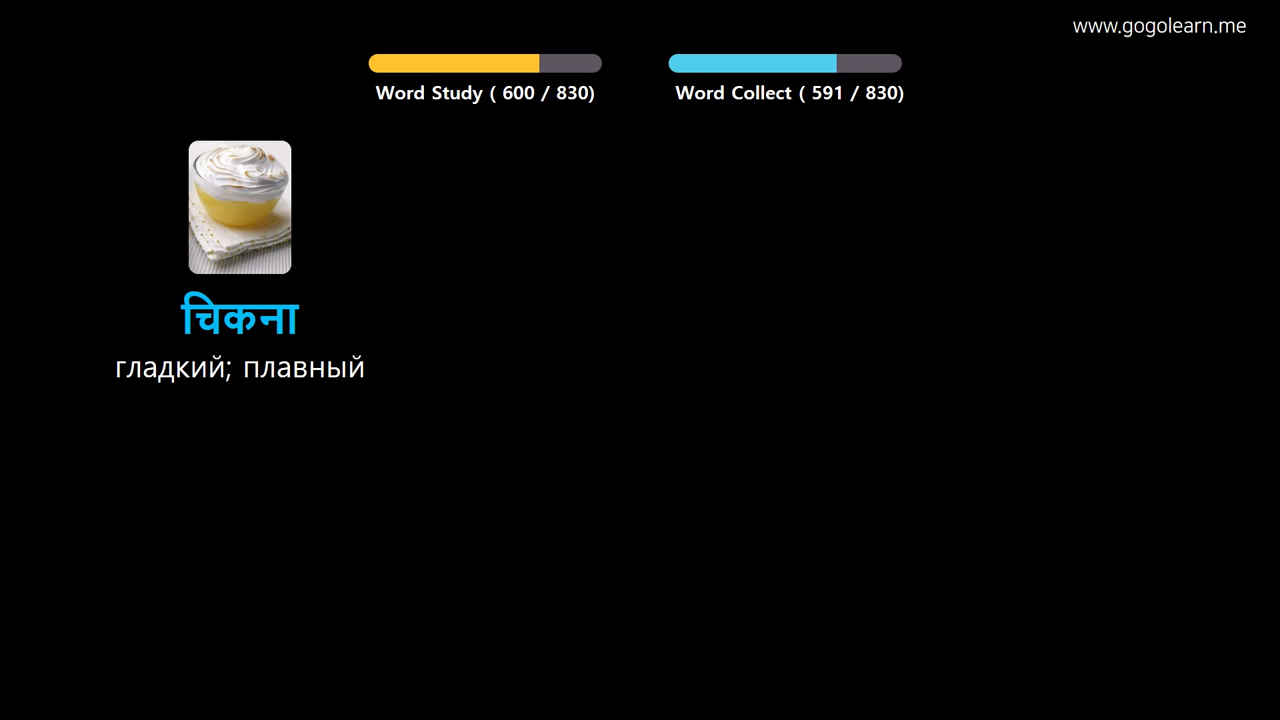 www.gogolearn.me
Word Study ( 600 / 830)
Word Collect ( 591 / 830)
चिकना
гладкий; плавный